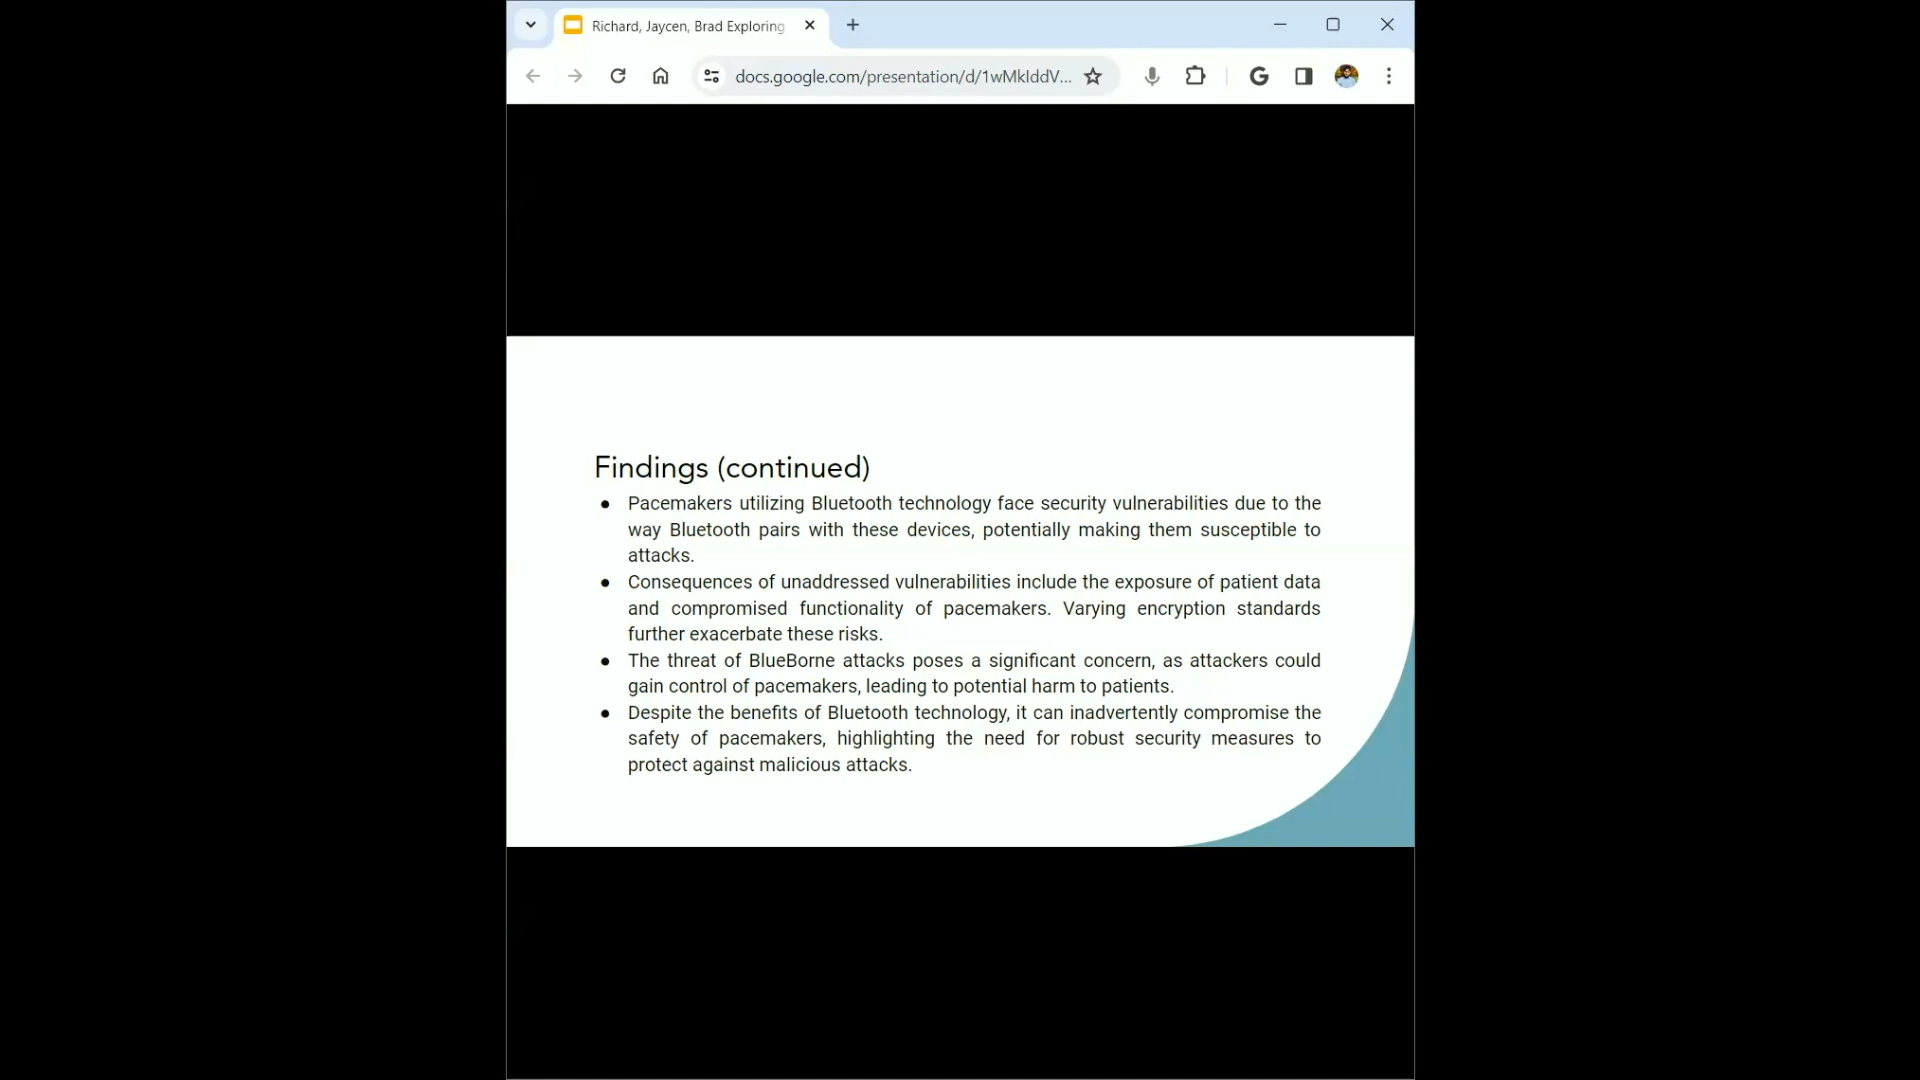 Richard, Jaycen, Brad Exploring
docs.google.com/presentation/d/1wMkIddV...
Findings (continued)
● Pacemakers utilizing Bluetooth technology face security vulnerabilities due to the
way Bluetooth pairs with these devices, potentially making them susceptible to
attacks.
● Consequences of unaddressed vulnerabilities include the exposure of patient data
and compromised functionality of pacemakers. Varying encryption standards
further exacerbate these risks.
● The threat of BlueBorne attacks poses a significant concern, as attackers could
gain control of pacemakers, leading to potential harm to patients.
● Despite the benefits of Bluetooth technology, it can inadvertently compromise the
safety of pacemakers, highlighting the need for robust security measures to
protect against malicious attacks.